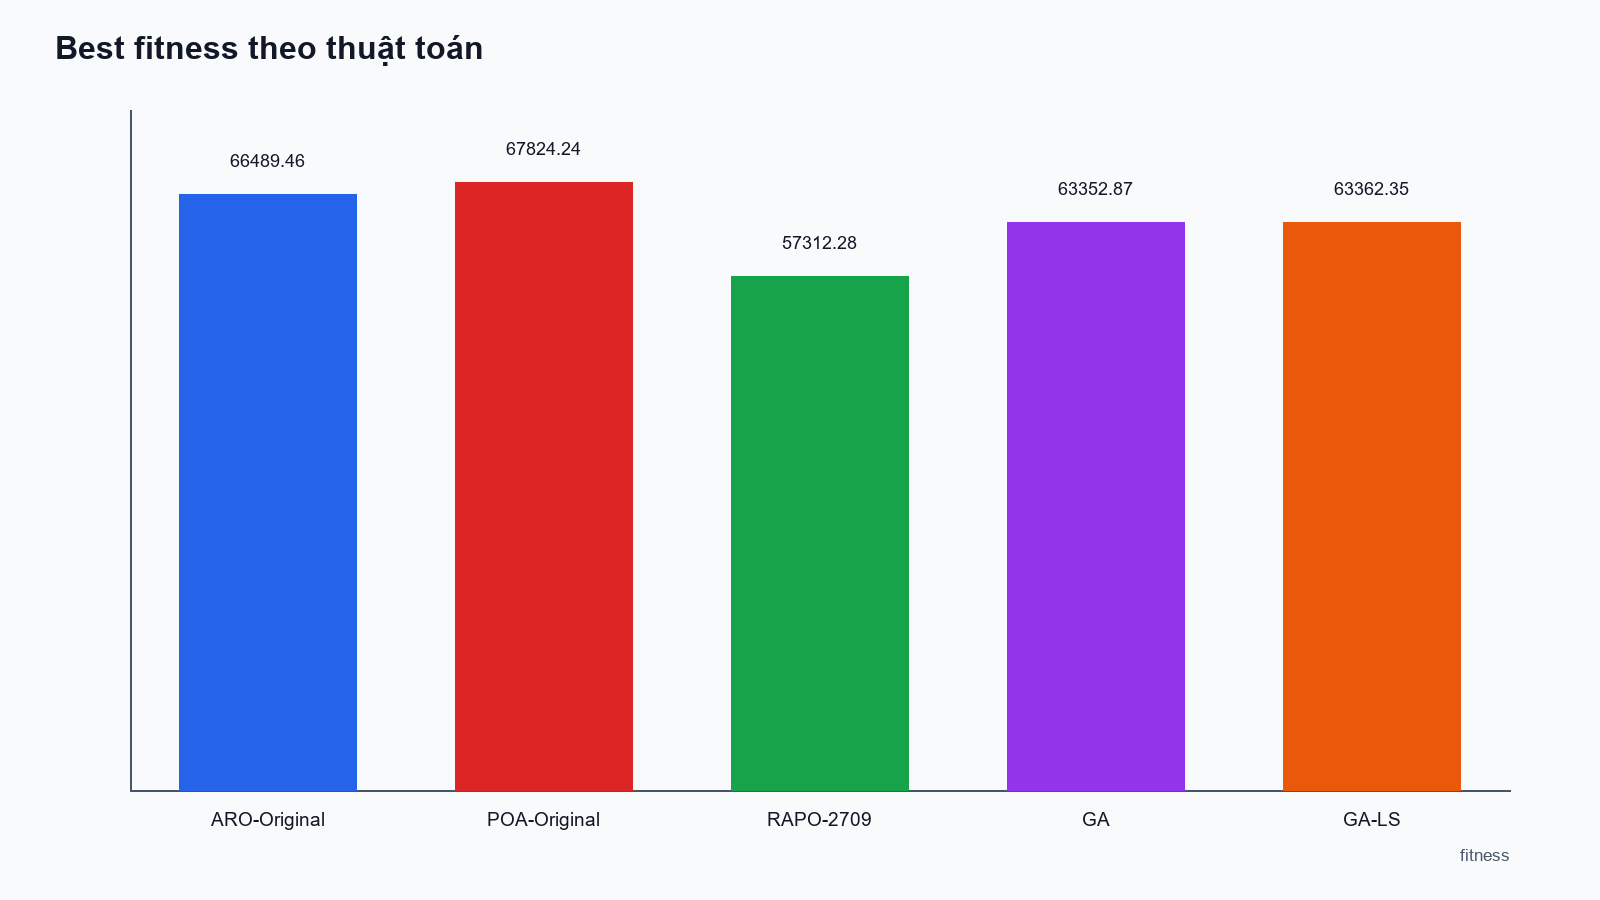 Best fitness theo thuật toán
66489.46
67824.24
57312.28
63352.87
63362.35
ARO-Original
POA-Original
RAPO-2709
GA
GA-LS
fitness